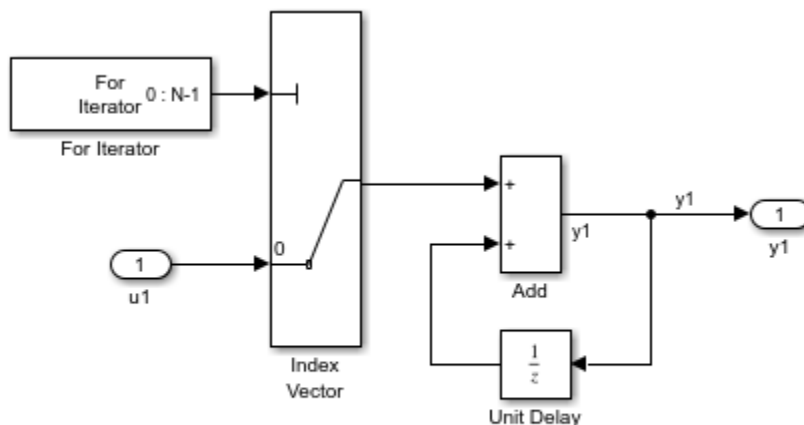 For
Iterator
0 : N-1
For Iterator
0
1
u1
Index
Vector
+
+
y1
Add
y1
1
y1
1
z
Unit Delay